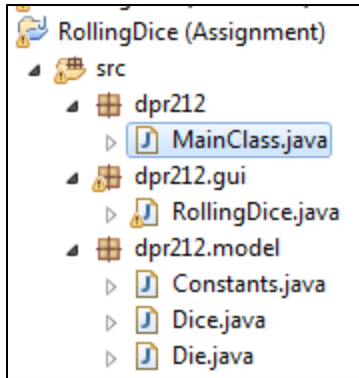 RollingDice (Assignment)
src
dpr212
MainClass.java
dpr212.gui
RollingDice.java
dpr212.model
Constants.java
Dice.java
Die.java